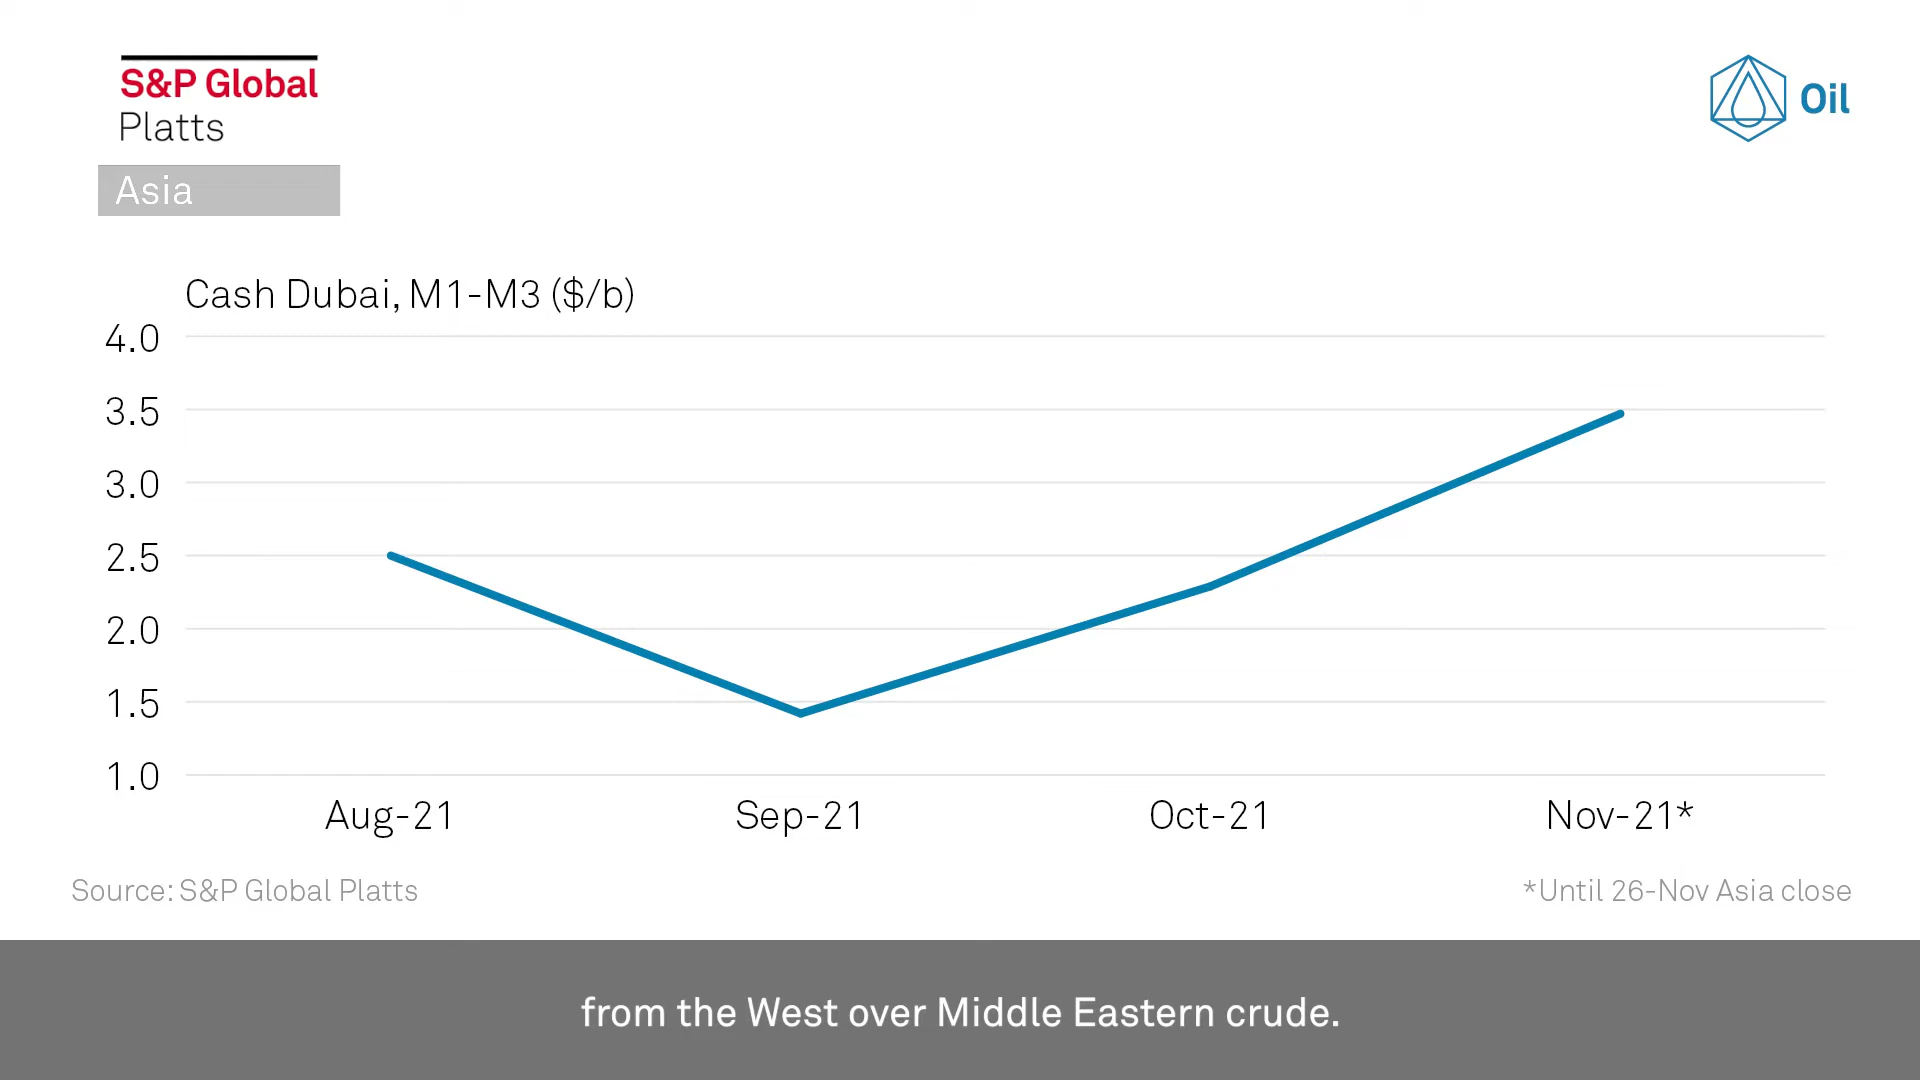 S&P Global
Platts
Oil
Asia
Cash Dubai, M1-M3 ($/b)
4.0
3.5
3.0
2.5
2.0
1.5
1.0
Aug-21 Sep-21 Oct-21 Nov-21*
Source: S&P Global Platts
*Until 26-Nov Asia close
from the West over Middle Eastern crude.